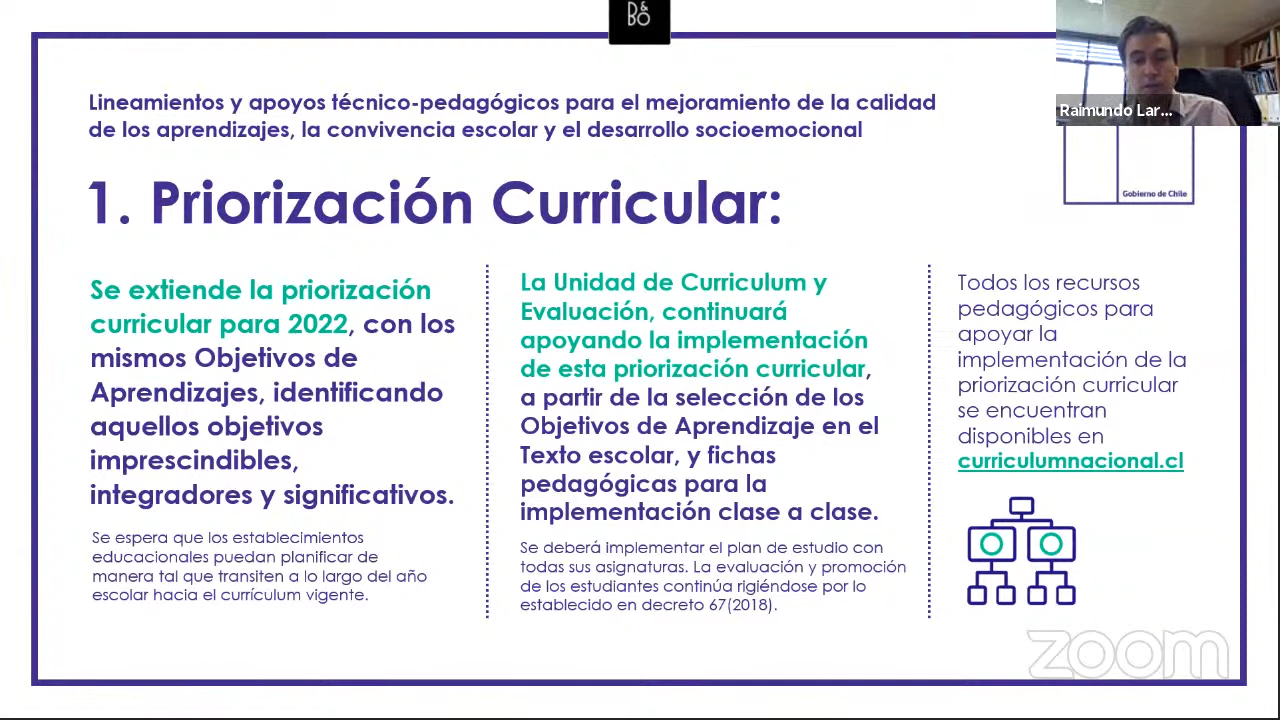 B&O
Raimundo Lar...
Lineamientos y apoyos técnico-pedagógicos para el mejoramiento de la calidad
de los aprendizajes, la convivencia escolar y el desarrollo socioemocional
Gobierno de Chile
1. Priorización Curricular:
Se extiende la priorización
curricular para 2022, con los
mismos Objetivos de
Aprendizajes, identificando
aquellos objetivos
imprescindibles,
integradores y significativos.
Se espera que los establecimientos
educacionales puedan planificar de
manera tal que transiten a lo largo del año
escolar hacia el currículum vigente.
La Unidad de Curriculum y
Evaluación, continuará
apoyando la implementación
de esta priorización curricular,
a partir de la selección de los
Objetivos de Aprendizaje en el
Texto escolar, y fichas
pedagógicas para la
implementación clase a clase.
Se deberá implementar el plan de estudio con
todas sus asignaturas. La evaluación y promoción
de los estudiantes continúa rigiéndose por lo
establecido en decreto 67(2018).
Todos los recursos
pedagógicos para
apoyar la
implementación de la
priorización curricular
se encuentran
disponibles en
curriculumnacional.cl
zoom